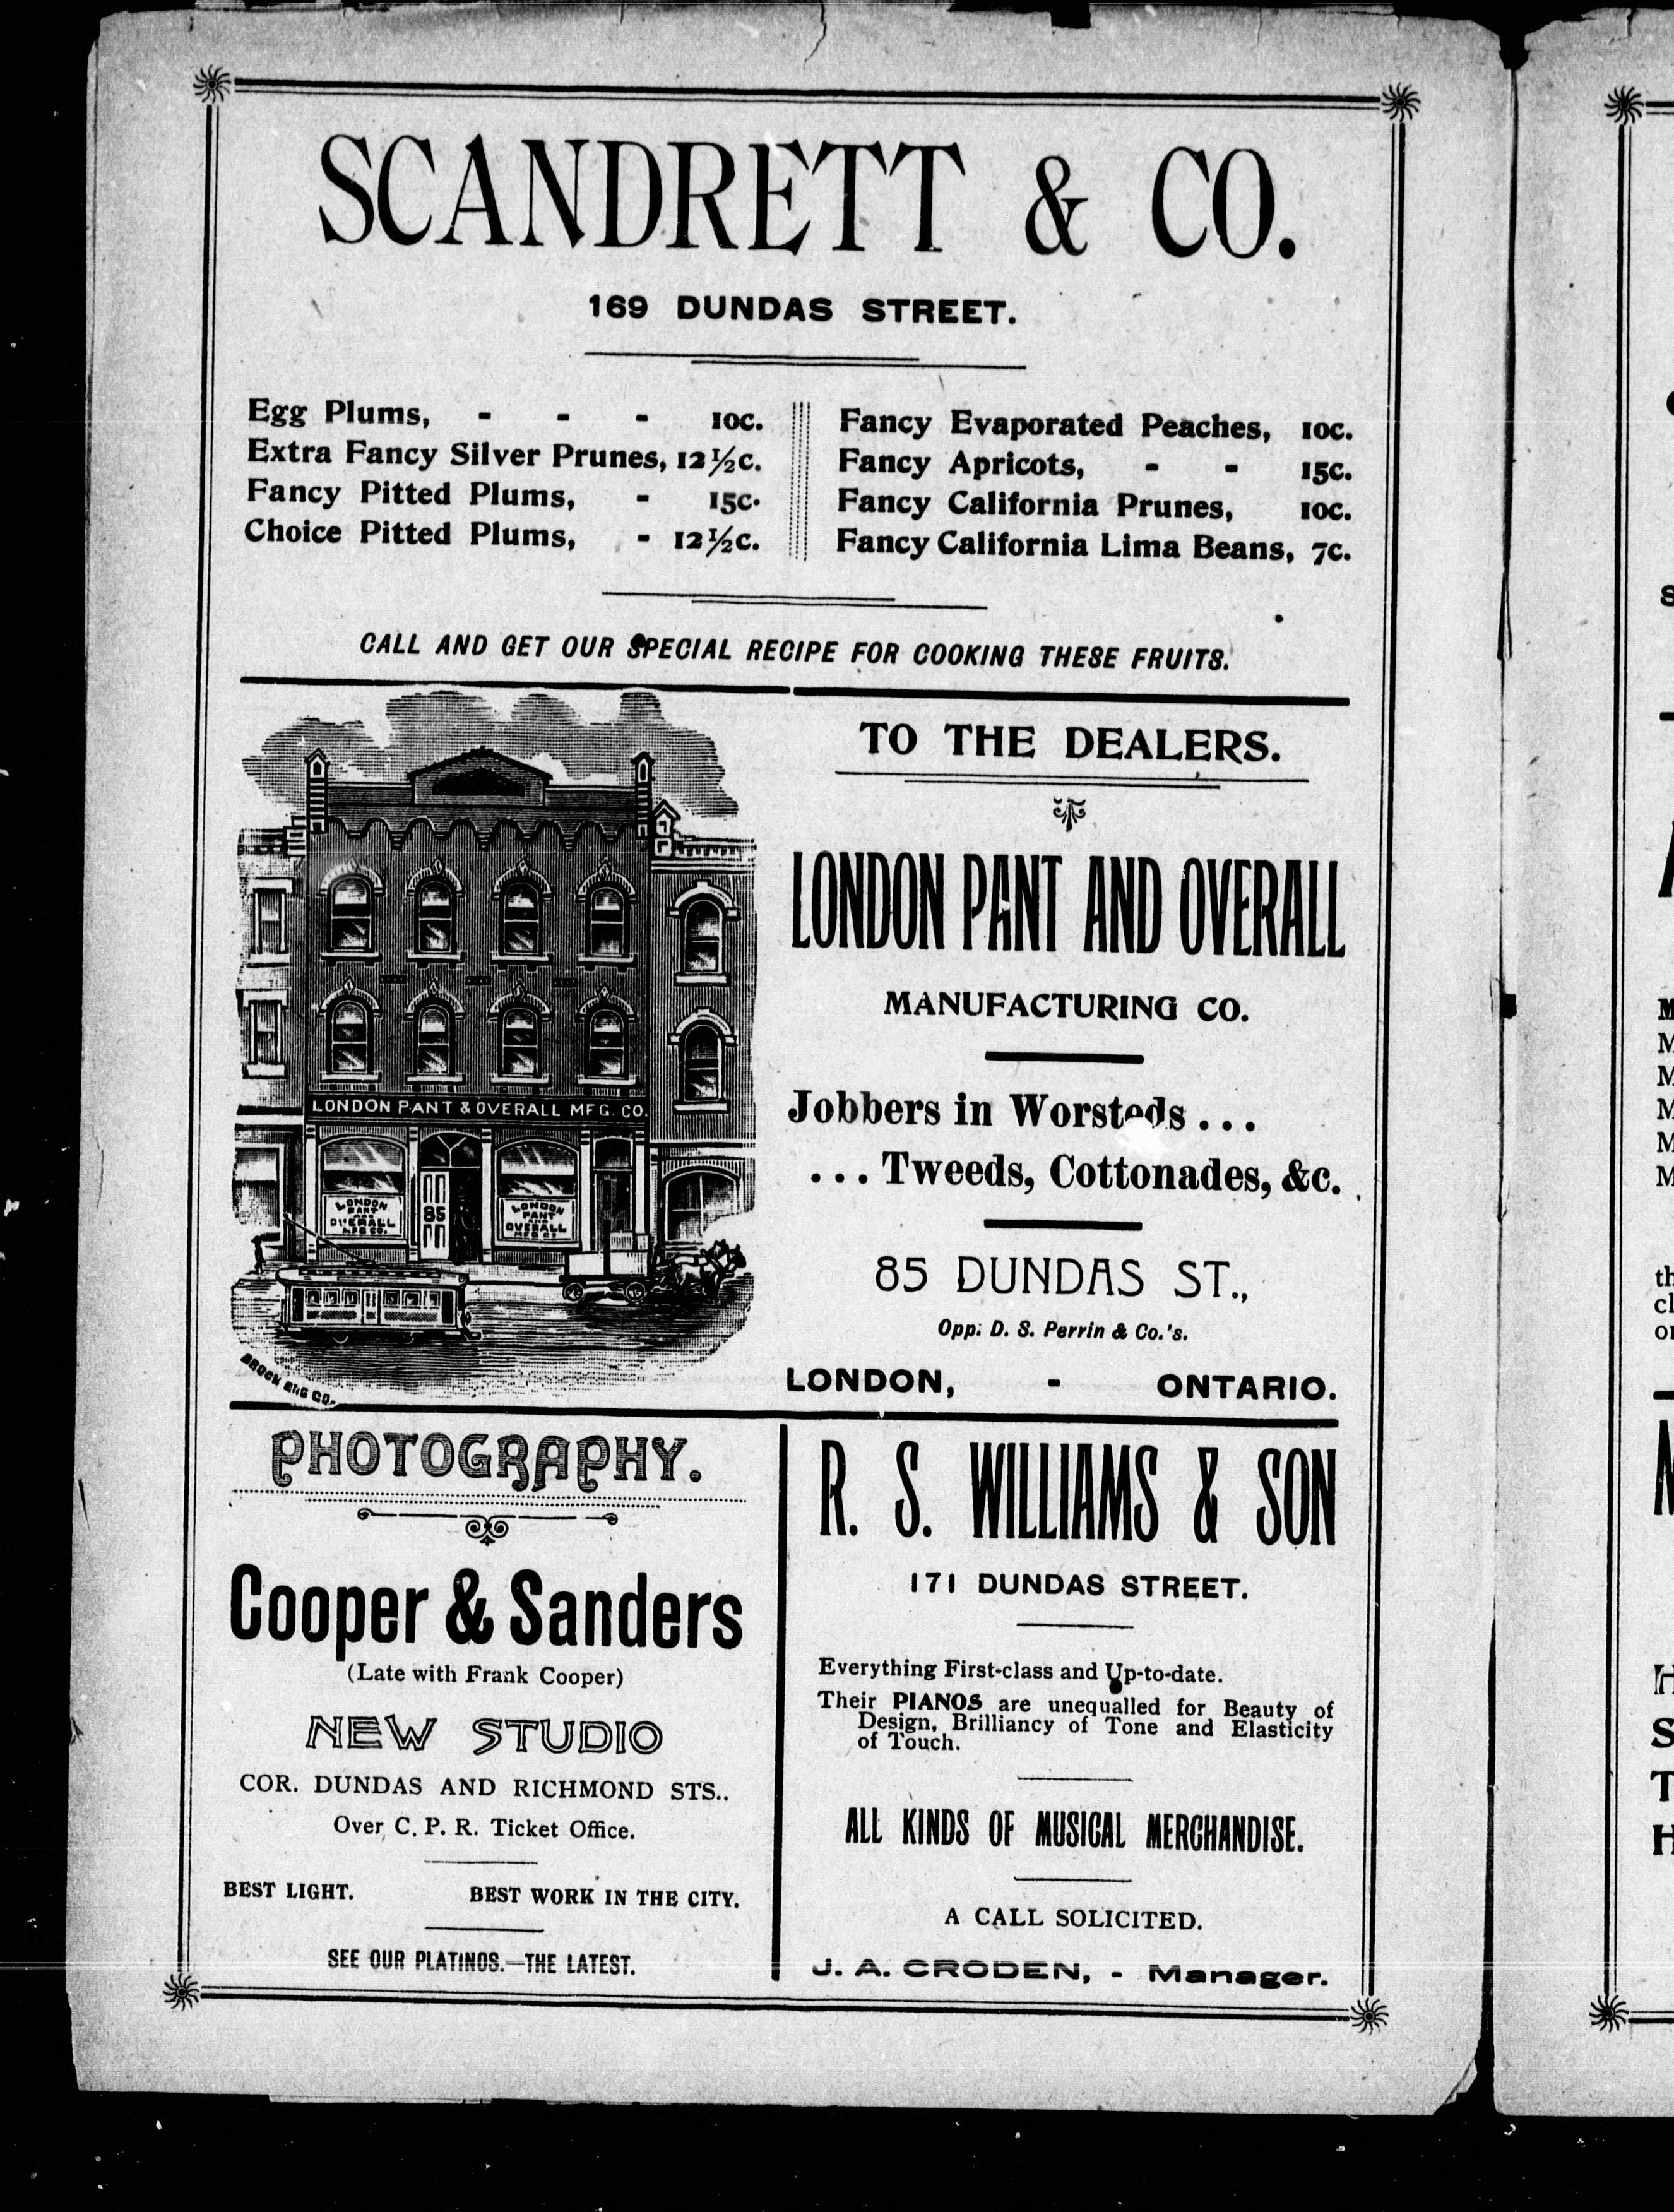 SCANDRETT & CO.
169 DUNDAS STREET.
Egg Plums, - - - 10c.
Extra Fancy Silver Prunes, 12½c.
Fancy Pitted Plums, - 15c.
Choice Pitted Plums, - 12½c.
Fancy Evaporated Peaches, 10c.
Fancy Apricots, - - 15c.
Fancy California Prunes, 10c.
Fancy California Lima Beans, 7c.
CALL AND GET OUR SPECIAL RECIPE FOR COOKING THESE FRUITS.
LONDON PANT & OVERALL MFG. CO.
LONDON
PANT
AND
OVERALL
MFG CO.
85
LONDON
PANT
AND
OVERALL
MFG CO
BROCK ENG CO.
TO THE DEALERS.
LONDON PANT AND OVERALL
MANUFACTURING CO.
Jobbers in Worsteds ...
... Tweeds, Cottonades, &c.
85 DUNDAS ST.,
Opp. D. S. Perrin & Co.'s.
LONDON, - ONTARIO.
PHOTOGRAPHY.
Cooper & Sanders
(Late with Frank Cooper)
NEW STUDIO
COR. DUNDAS AND RICHMOND STS..
Over C. P. R. Ticket Office.
BEST LIGHT. BEST WORK IN THE CITY.
SEE OUR PLATINOS.—THE LATEST.
R. S. WILLIAMS & SON
171 DUNDAS STREET.
Everything First-class and Up-to-date.
Their PIANOS are unequalled for Beauty of
Design, Brilliancy of Tone and Elasticity
of Touch.
ALL KINDS OF MUSICAL MERCHANDISE.
A CALL SOLICITED.
J. A. CRODEN, - Manager.